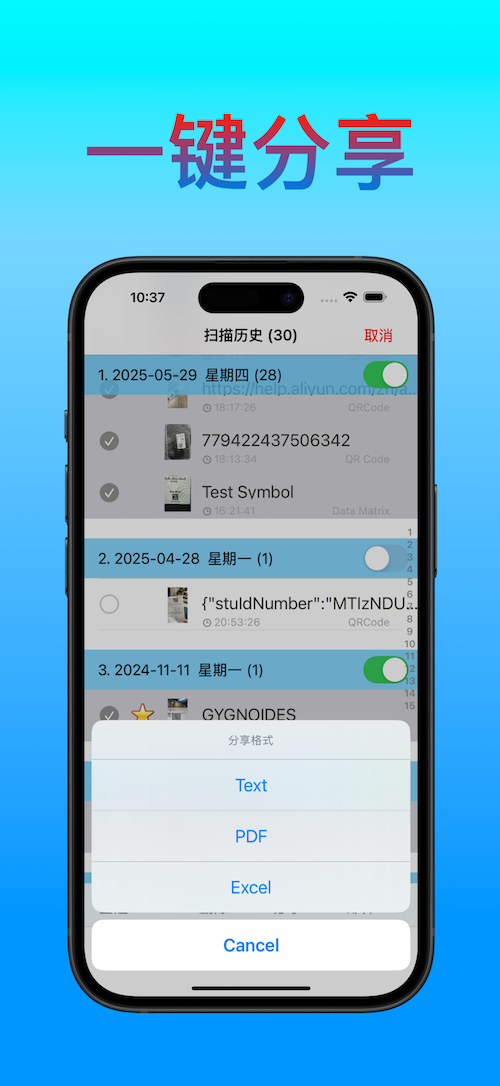 一键分享
10:37
扫描历史 (30)
取消
1. 2025-05-29 星期四 (28)
https://help.aliyun.com/zh/a...
18:17:26
QRCode
779422437506342
18:13:34
QR Code
Test Symbol
16:21:41
Data Matrix
1
2
2. 2025-04-28 星期一 (1)
3
4
5
{"stuIdNumber":"MTIzNDU...
6
7
8
20:53:26
QRCode
9
10
11
3. 2024-11-11 星期一 (1)
12
13
14
GYGNOIDES
15
分享格式
Text
PDF
Excel
Cancel